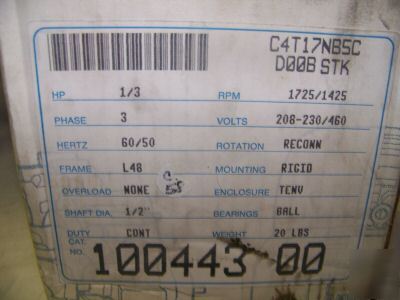 C4T17NB5C
D00B STK
HP 1/3 RPM 1725/1425
PHASE 3 VOLTS 208-230/460
HERTZ 60/50 ROTATION RECONN
FRAME L48 MOUNTING RIGID
OVERLOAD NONE ENCLOSURE TENV
SHAFT DIA. 1/2" BEARINGS BALL
DUTY CONT WEIGHT 20 LBS
CAT. NO. 100443 00